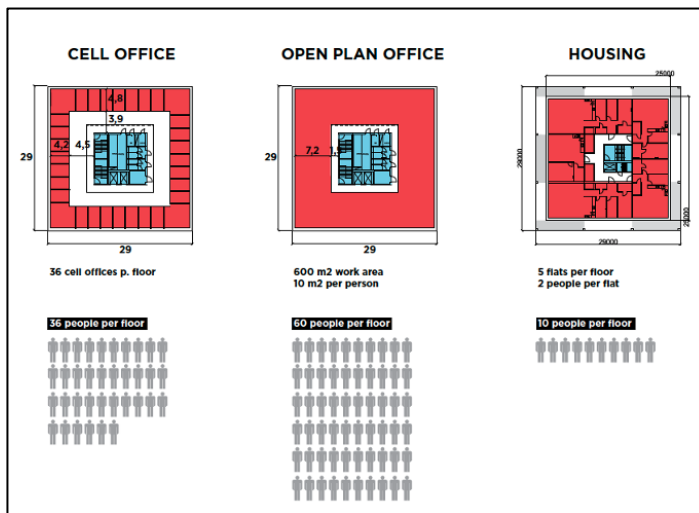 CELL OFFICE
OPEN PLAN OFFICE
HOUSING
4,8
3,9
4,2
4,5
29
29
7,2
29
29
25000
29000
25000
29000
36 cell offices p. floor
600 m2 work area
10 m2 per person
5 flats per floor
2 people per flat
36 people per floor
60 people per floor
10 people per floor